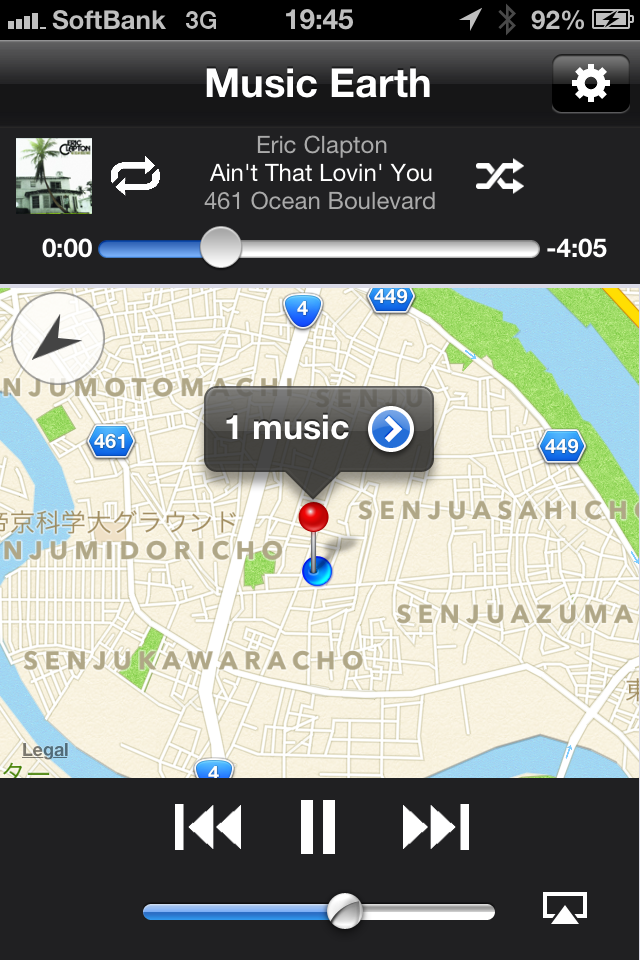 SoftBank 3G 19:45 92%
Music Earth
Eric Clapton
Ain't That Lovin' You
461 Ocean Boulevard
0:00 -4:05
4
449
NJUMOTOMACHI
SENJU
1 music
461
449
SENJUASAHICHO
帝京科学大グラウンド
NJUMIDORICHO
SENJUAZUMA
SENJUKAWARACHO
東
Legal
ター
4